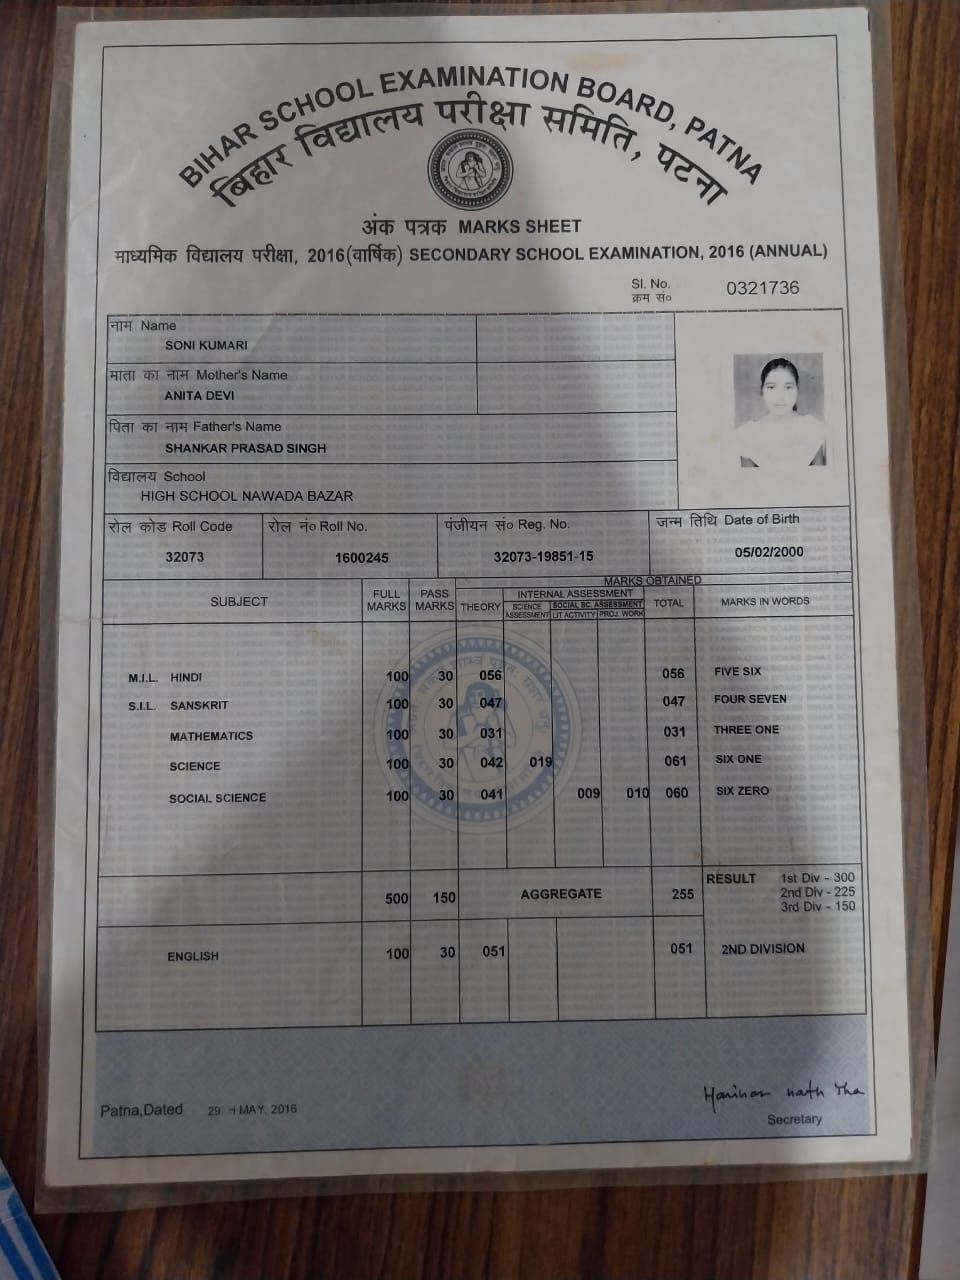 BIHAR SCHOOL EXAMINATION BOARD, PATNA
बिहार विद्यालय परीक्षा समिति, पटना
अंक पत्रक MARKS SHEET
माध्यमिक विद्यालय परीक्षा, 2016(वार्षिक) SECONDARY SCHOOL EXAMINATION, 2016 (ANNUAL)
Sl. No. 0321736
क्रम सं०
नाम Name
SONI KUMARI
माता का नाम Mother's Name
ANITA DEVI
पिता का नाम Father's Name
SHANKAR PRASAD SINGH
विद्यालय School
HIGH SCHOOL NAWADA BAZAR
रोल कोड Roll Code रोल नं० Roll No. पंजीयन सं० Reg. No. जन्म तिथि Date of Birth
32073 1600245 32073-19851-15 05/02/2000
MARKS OBTAINED
SUBJECT FULL MARKS PASS MARKS THEORY INTERNAL ASSESSMENT TOTAL MARKS IN WORDS
SCIENCE ASSESSMENT SOCIAL SC. ASSESSMENT
LIT ACTIVITY PROJ. WORK
M.I.L. HINDI 100 30 056 056 FIVE SIX
S.I.L. SANSKRIT 100 30 047 047 FOUR SEVEN
MATHEMATICS 100 30 031 031 THREE ONE
SCIENCE 100 30 042 019 061 SIX ONE
SOCIAL SCIENCE 100 30 041 009 010 060 SIX ZERO
500 150 AGGREGATE 255 RESULT 1st Div - 300
2nd Div - 225
3rd Div - 150
ENGLISH 100 30 051 051 2ND DIVISION
Patna,Dated 29 H MAY, 2016
Harihar nath Jha
Secretary